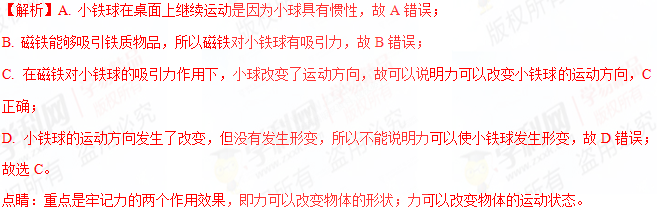 【解析】A. 小铁球在桌面上继续运动是因为小球具有惯性，故 A 错误；
B. 磁铁能够吸引铁质物品，所以磁铁对小铁球有吸引力，故 B 错误；
C. 在磁铁对小铁球的吸引力作用下，小球改变了运动方向，故可以说明力可以改变小铁球的运动方向，C
正确；
D. 小铁球的运动方向发生了改变，但没有发生形变，所以不能说明力可以使小铁球发生形变，故 D 错误；
故选 C。
点睛：重点是牢记力的两个作用效果，即力可以改变物体的形状；力可以改变物体的运动状态。